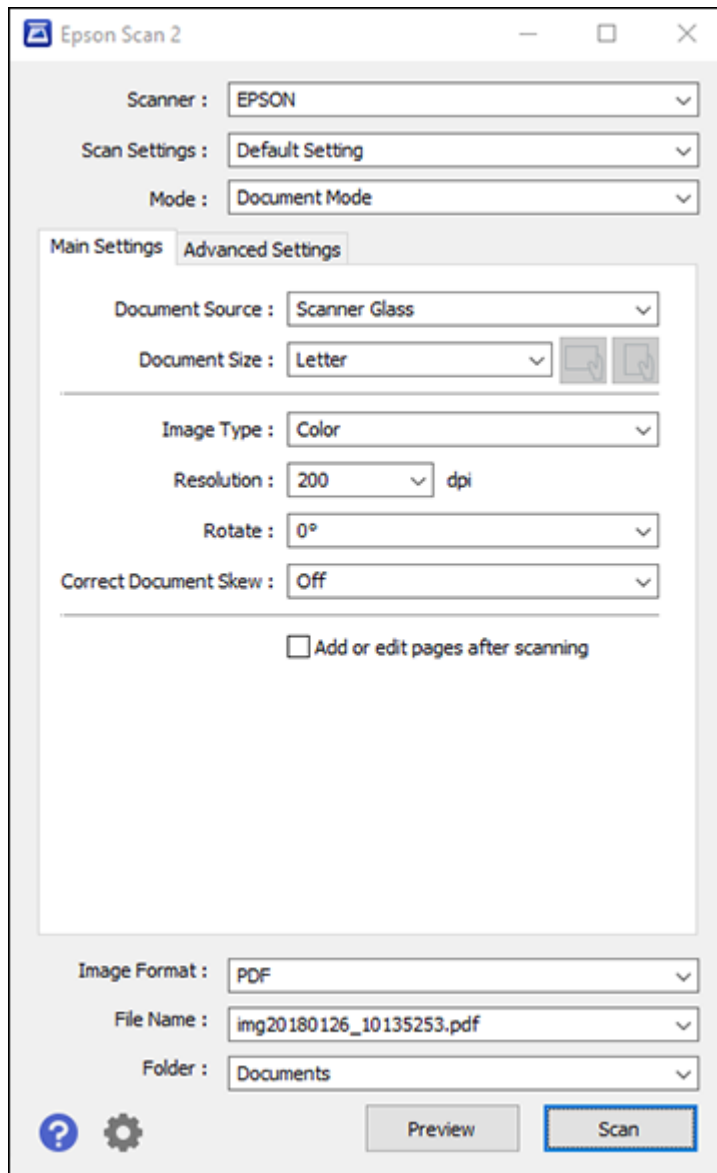 Epson Scan 2
Scanner : EPSON
Scan Settings : Default Setting
Mode : Document Mode
Main Settings Advanced Settings
Document Source : Scanner Glass
Document Size : Letter
Image Type : Color
Resolution : 200 dpi
Rotate : 0°
Correct Document Skew : Off
Add or edit pages after scanning
Image Format : PDF
File Name : img20180126_10135253.pdf
Folder : Documents
? Preview Scan